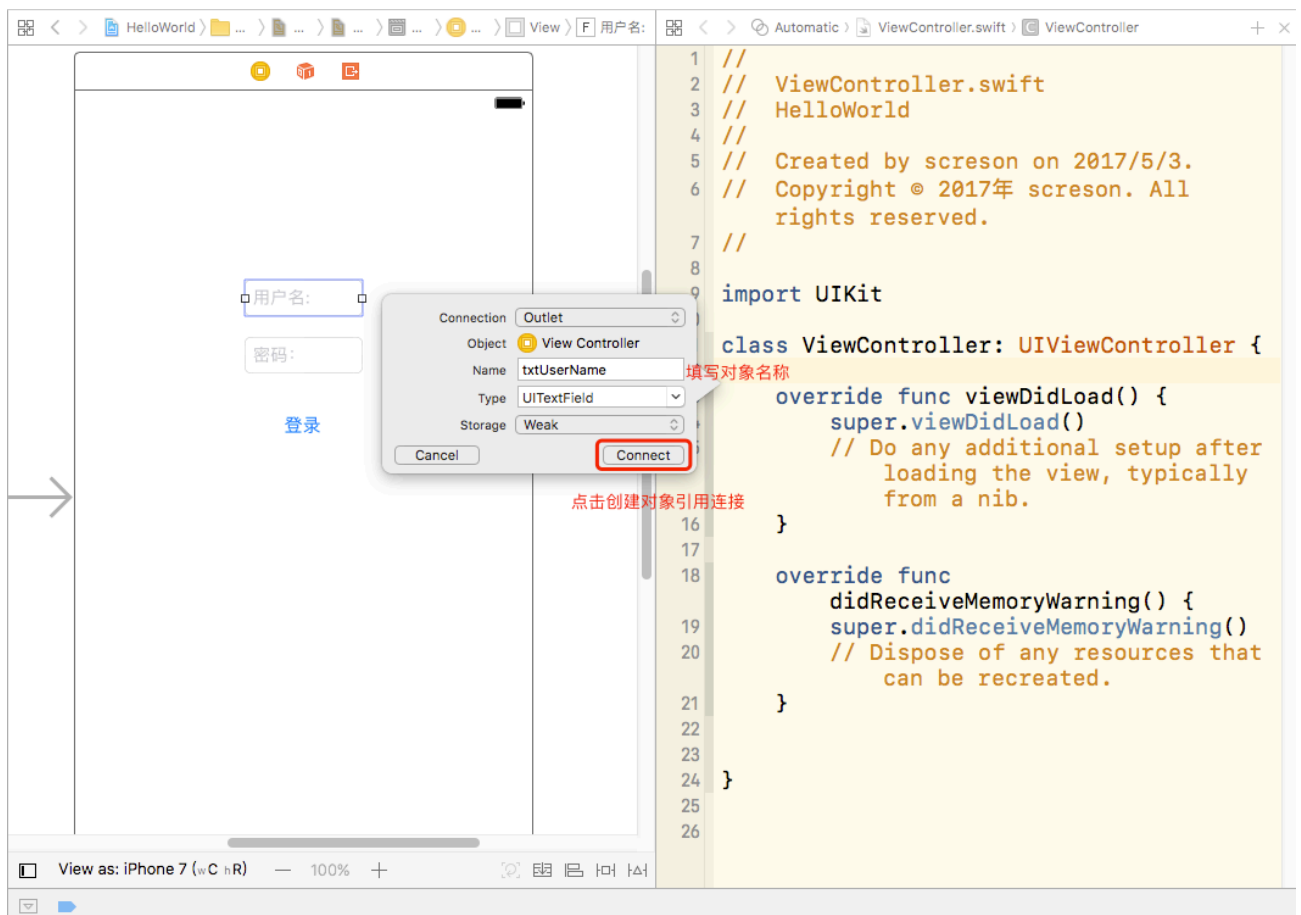 HelloWorld 〉 ... 〉 ... 〉 ... 〉 ... 〉 ... 〉 View 〉 F 用户名:
Automatic 〉 ViewController.swift 〉 C ViewController
用户名:
密码:
登录
Connection Outlet
Object View Controller
Name txtUserName
填写对象名称
Type UITextField
Storage Weak
Cancel Connect
点击创建对象引用连接
View as: iPhone 7 (wC hR) — 100% +
1 //
2 // ViewController.swift
3 // HelloWorld
4 //
5 // Created by screson on 2017/5/3.
6 // Copyright © 2017年 screson. All
rights reserved.
7 //
8
9 import UIKit
class ViewController: UIViewController {
override func viewDidLoad() {
super.viewDidLoad()
// Do any additional setup after
loading the view, typically
from a nib.
16 }
17
18 override func
didReceiveMemoryWarning() {
19 super.didReceiveMemoryWarning()
20 // Dispose of any resources that
can be recreated.
21 }
22
23
24 }
25
26